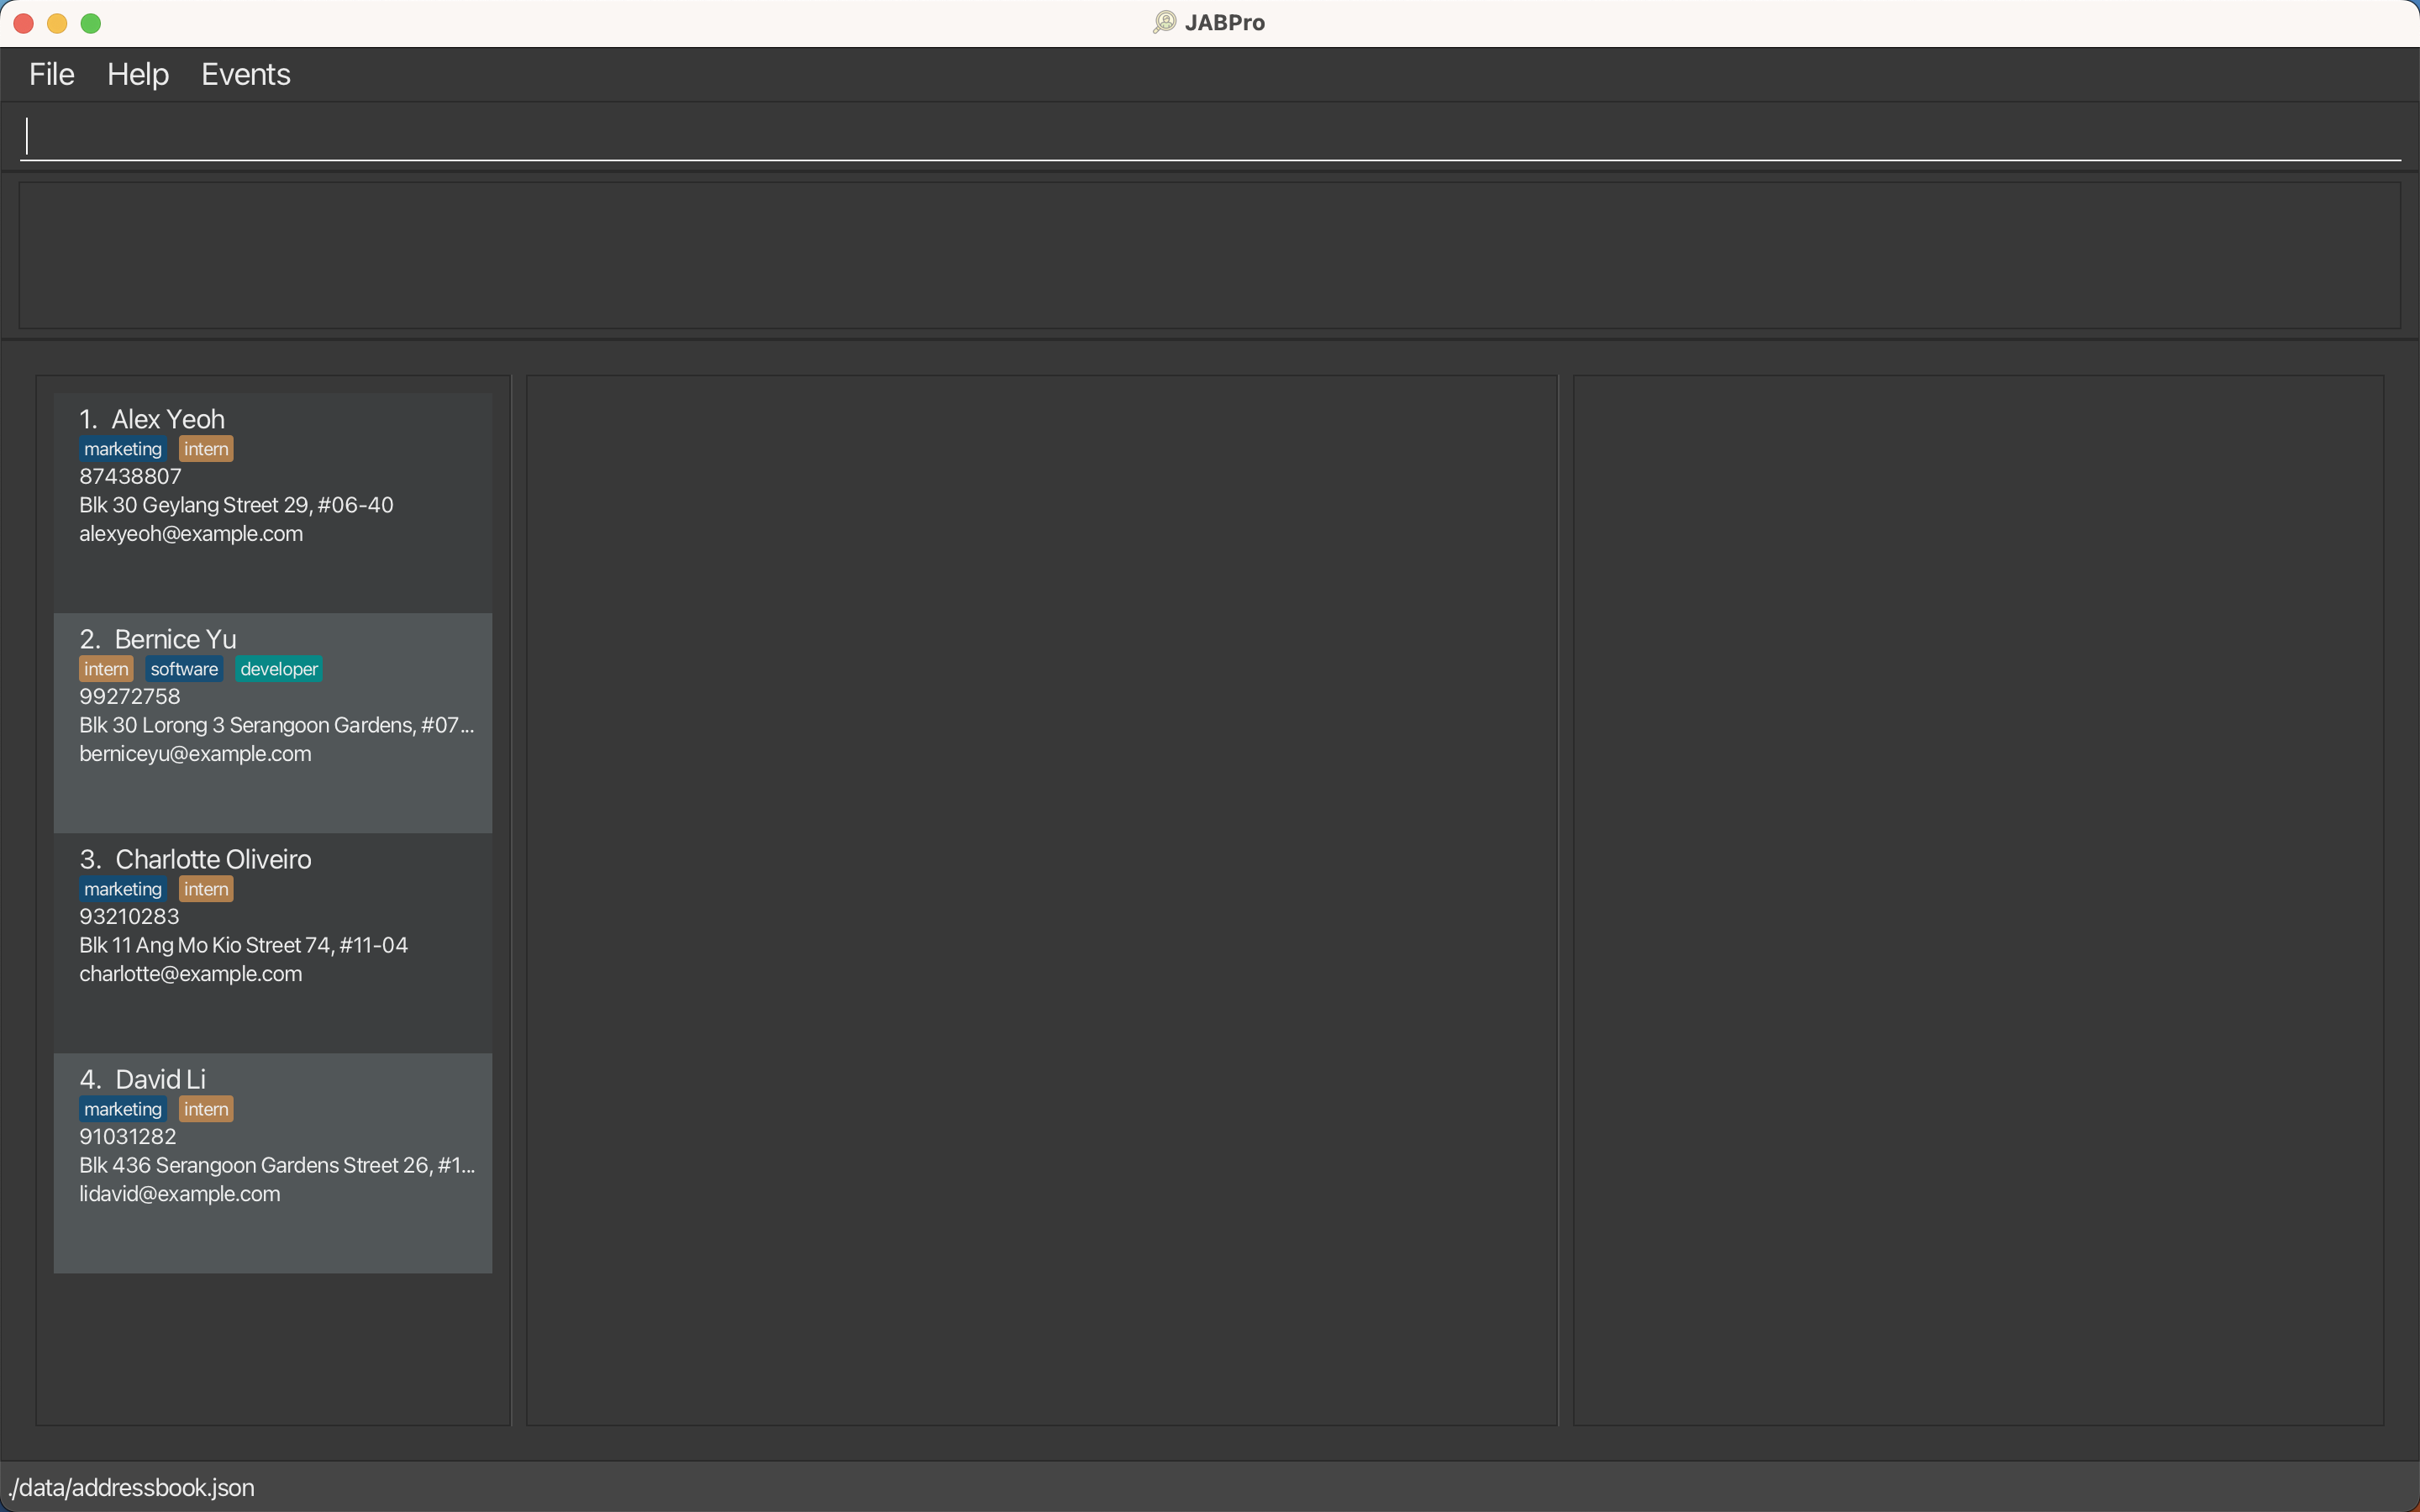 JABPro
File Help Events
1. Alex Yeoh
marketing intern
87438807
Blk 30 Geylang Street 29, #06-40
alexyeoh@example.com
2. Bernice Yu
intern software developer
99272758
Blk 30 Lorong 3 Serangoon Gardens, #07...
berniceyu@example.com
3. Charlotte Oliveiro
marketing intern
93210283
Blk 11 Ang Mo Kio Street 74, #11-04
charlotte@example.com
4. David Li
marketing intern
91031282
Blk 436 Serangoon Gardens Street 26, #1...
lidavid@example.com
./data/addressbook.json